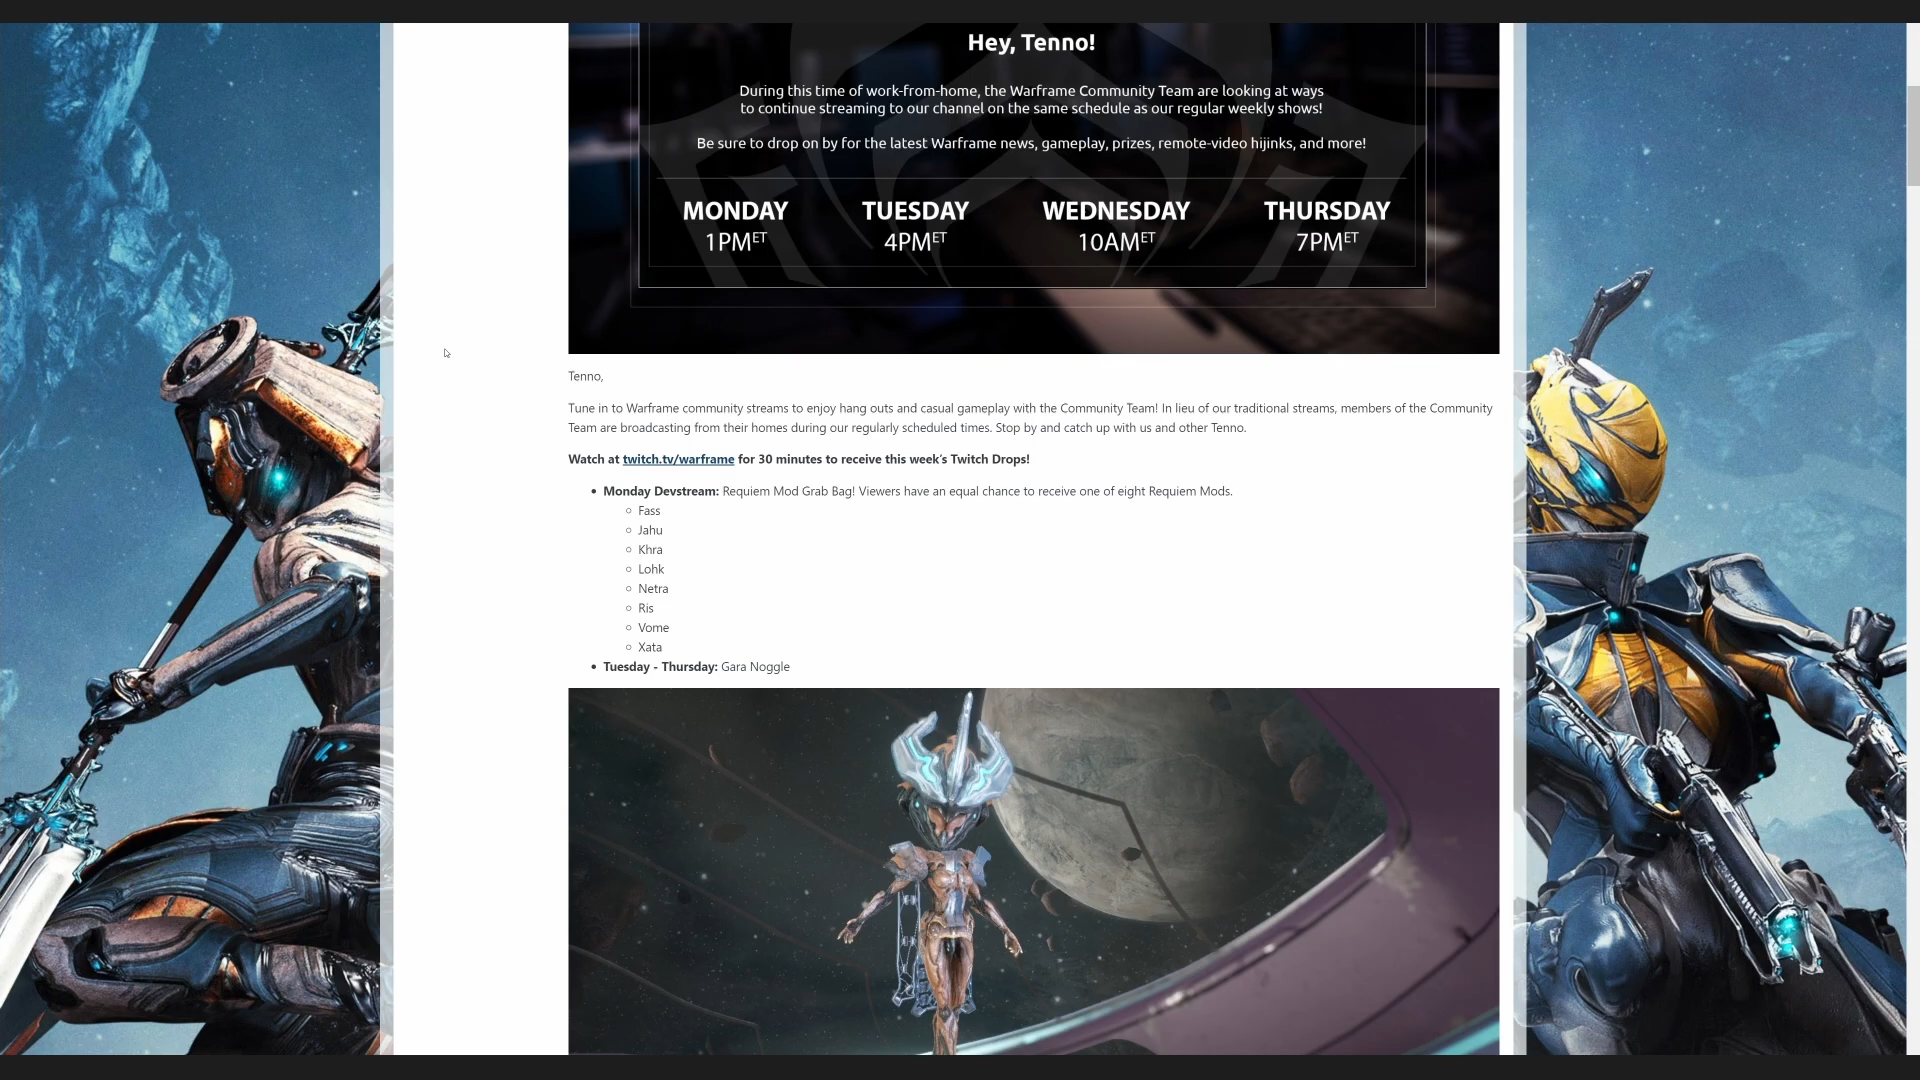 Hey, Tenno!
During this time of work-from-home, the Warframe Community Team are looking at ways
to continue streaming to our channel on the same schedule as our regular weekly shows!
Be sure to drop on by for the latest Warframe news, gameplay, prizes, remote-video hijinks, and more!
MONDAY TUESDAY WEDNESDAY THURSDAY
1PMET 4PMET 10AMET 7PMET
Tenno,
Tune in to Warframe community streams to enjoy hang outs and casual gameplay with the Community Team! In lieu of our traditional streams, members of the Community
Team are broadcasting from their homes during our regularly scheduled times. Stop by and catch up with us and other Tenno.
Watch at twitch.tv/warframe for 30 minutes to receive this week's Twitch Drops!
• Monday Devstream: Requiem Mod Grab Bag! Viewers have an equal chance to receive one of eight Requiem Mods.
○ Fass
○ Jahu
○ Khra
○ Lohk
○ Netra
○ Ris
○ Vome
○ Xata
• Tuesday - Thursday: Gara Noggle